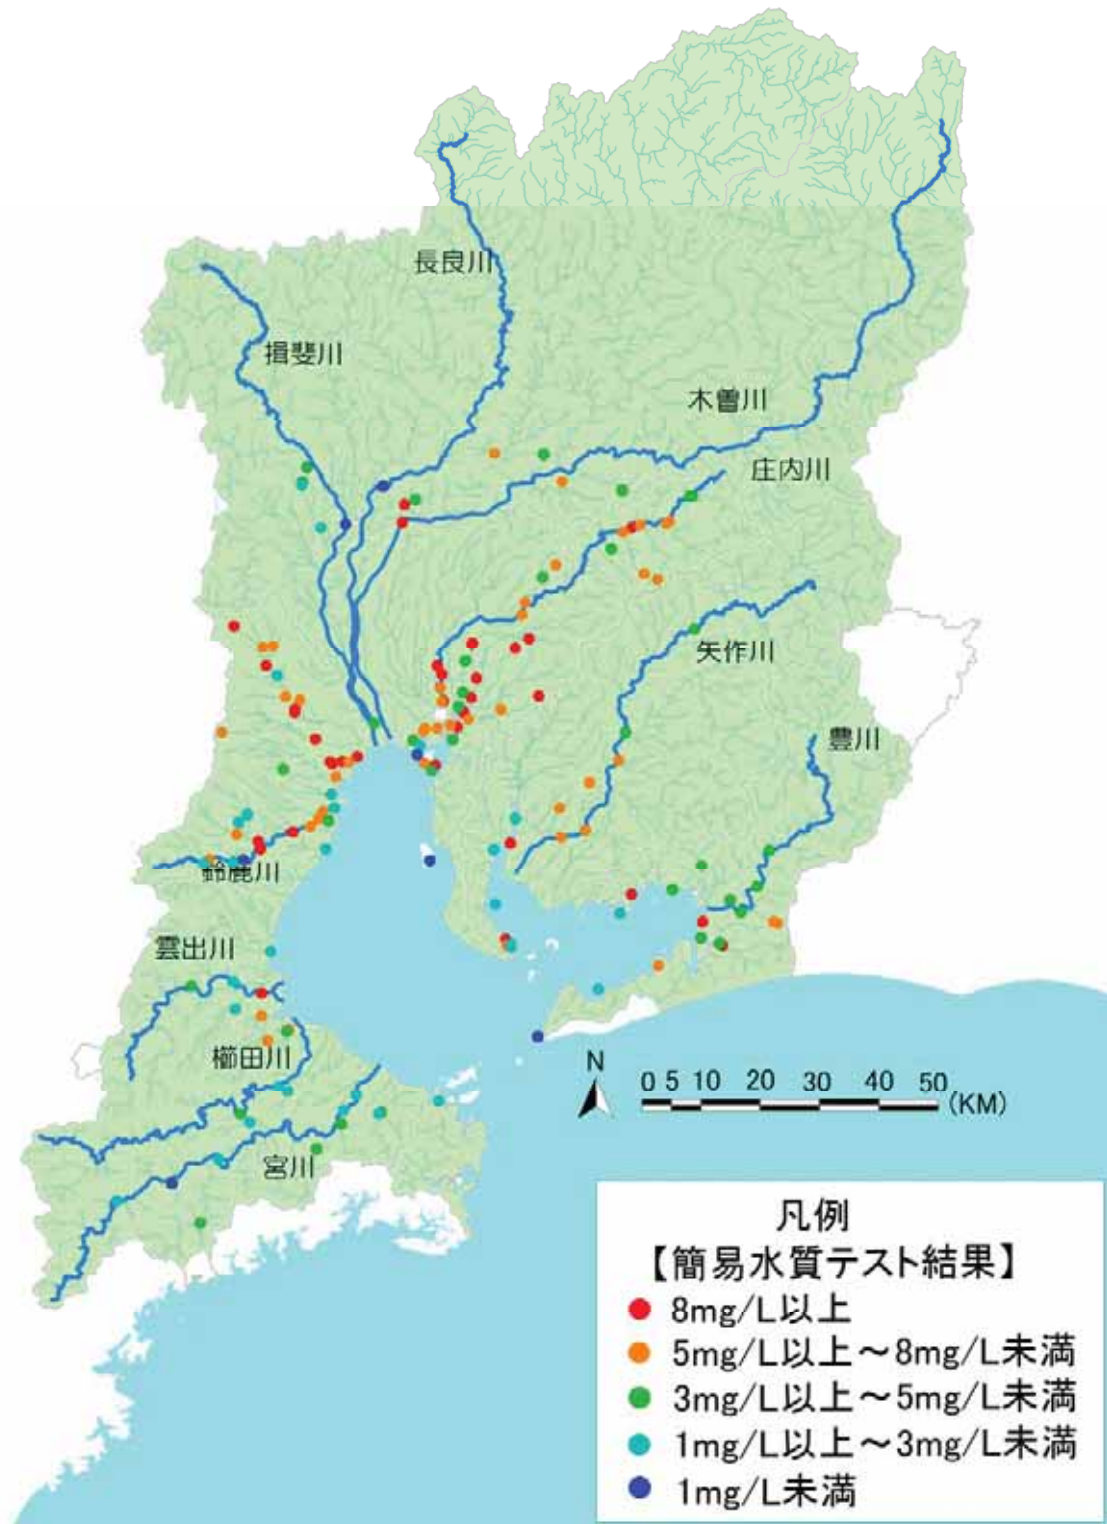 長良川
揖斐川
木曽川
庄内川
矢作川
豊川
鈴鹿川
雲出川
櫛田川
宮川
N
0 5 10 20 30 40 50
(KM)
凡例
【簡易水質テスト結果】
8mg/L以上
5mg/L以上～8mg/L未満
3mg/L以上～5mg/L未満
1mg/L以上～3mg/L未満
1mg/L未満